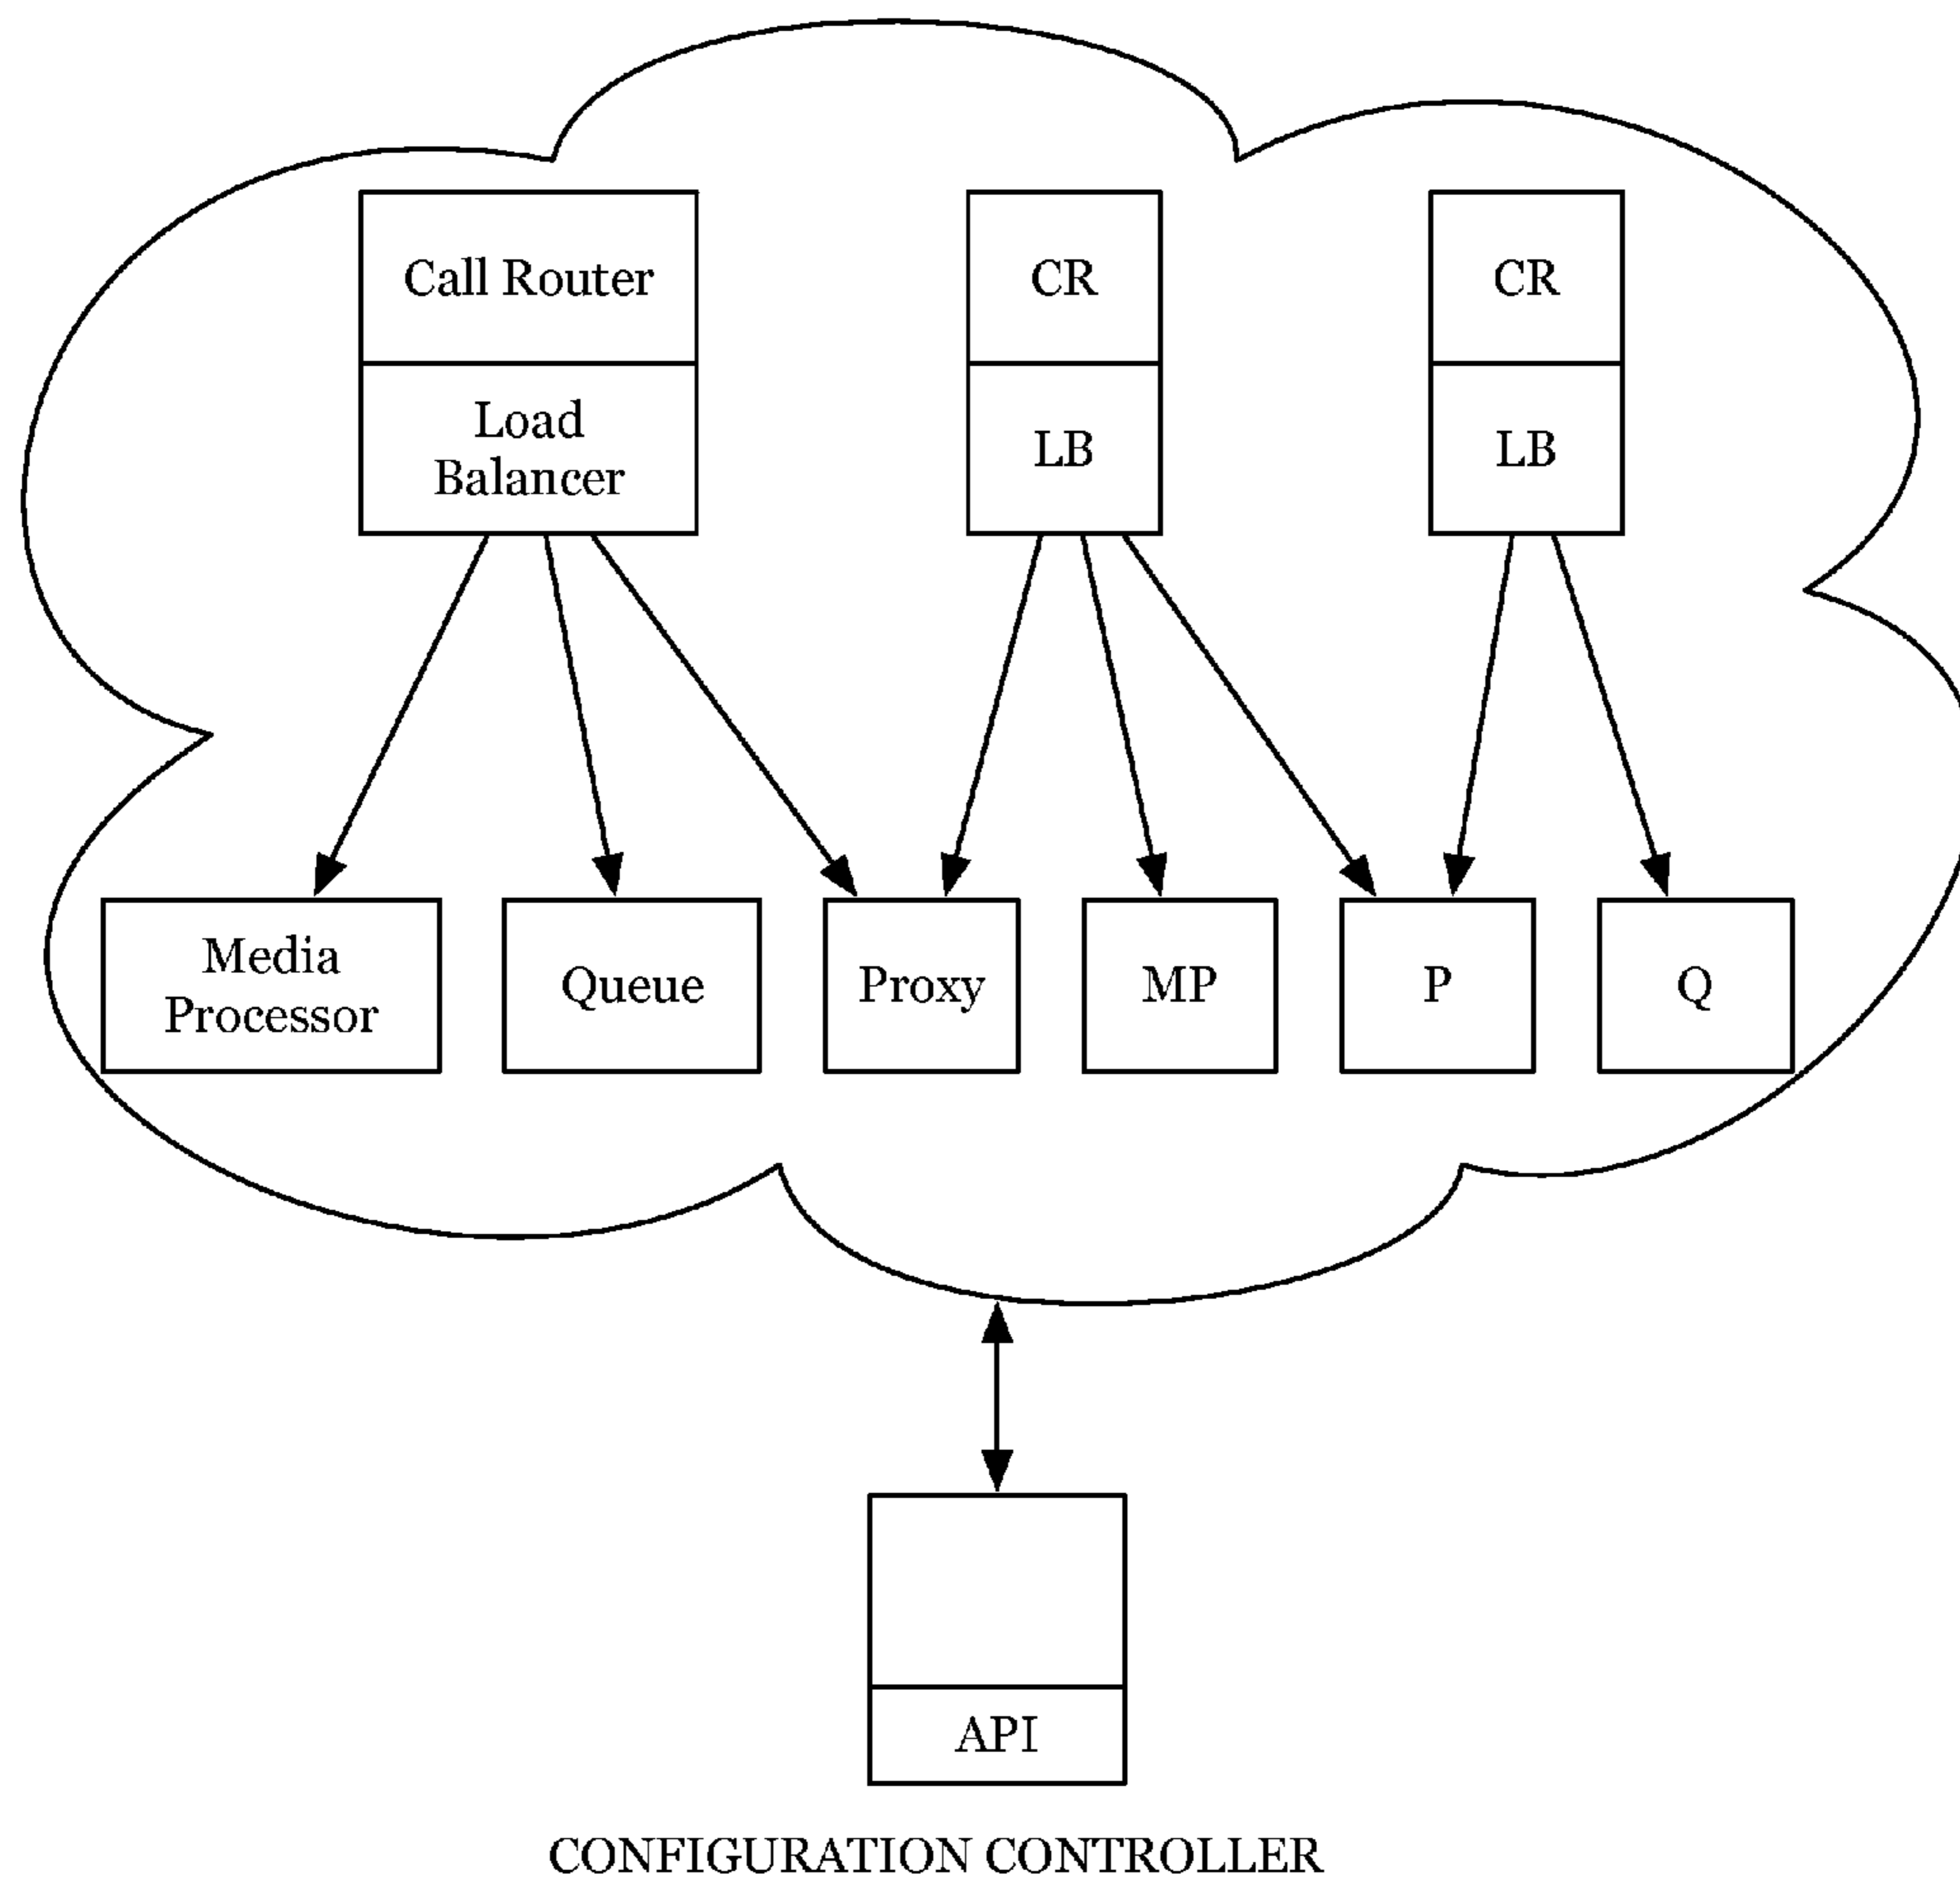 Call Router
CR
CR
Load
Balancer
LB
LB
Media
Processor
Queue
Proxy
MP
P
Q
API
CONFIGURATION CONTROLLER